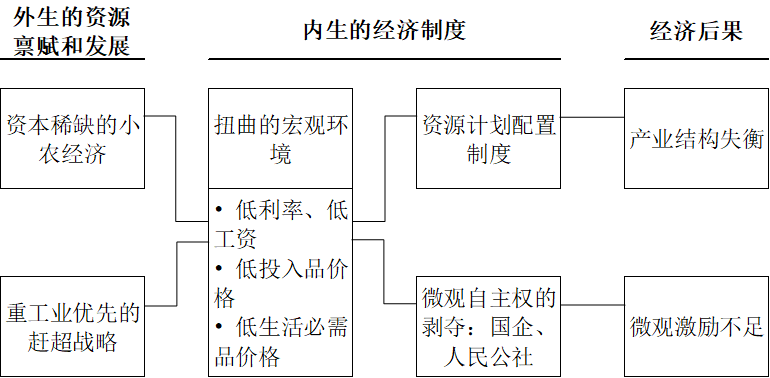 外生的资源
禀赋和发展
内生的经济制度
经济后果
资本稀缺的小
农经济
重工业优先的
赶超战略
扭曲的宏观环
境
• 低利率、低
工资
• 低投入品价
格
• 低生活必需
品价格
资源计划配置
制度
微观自主权的
剥夺：国企、
人民公社
产业结构失衡
微观激励不足